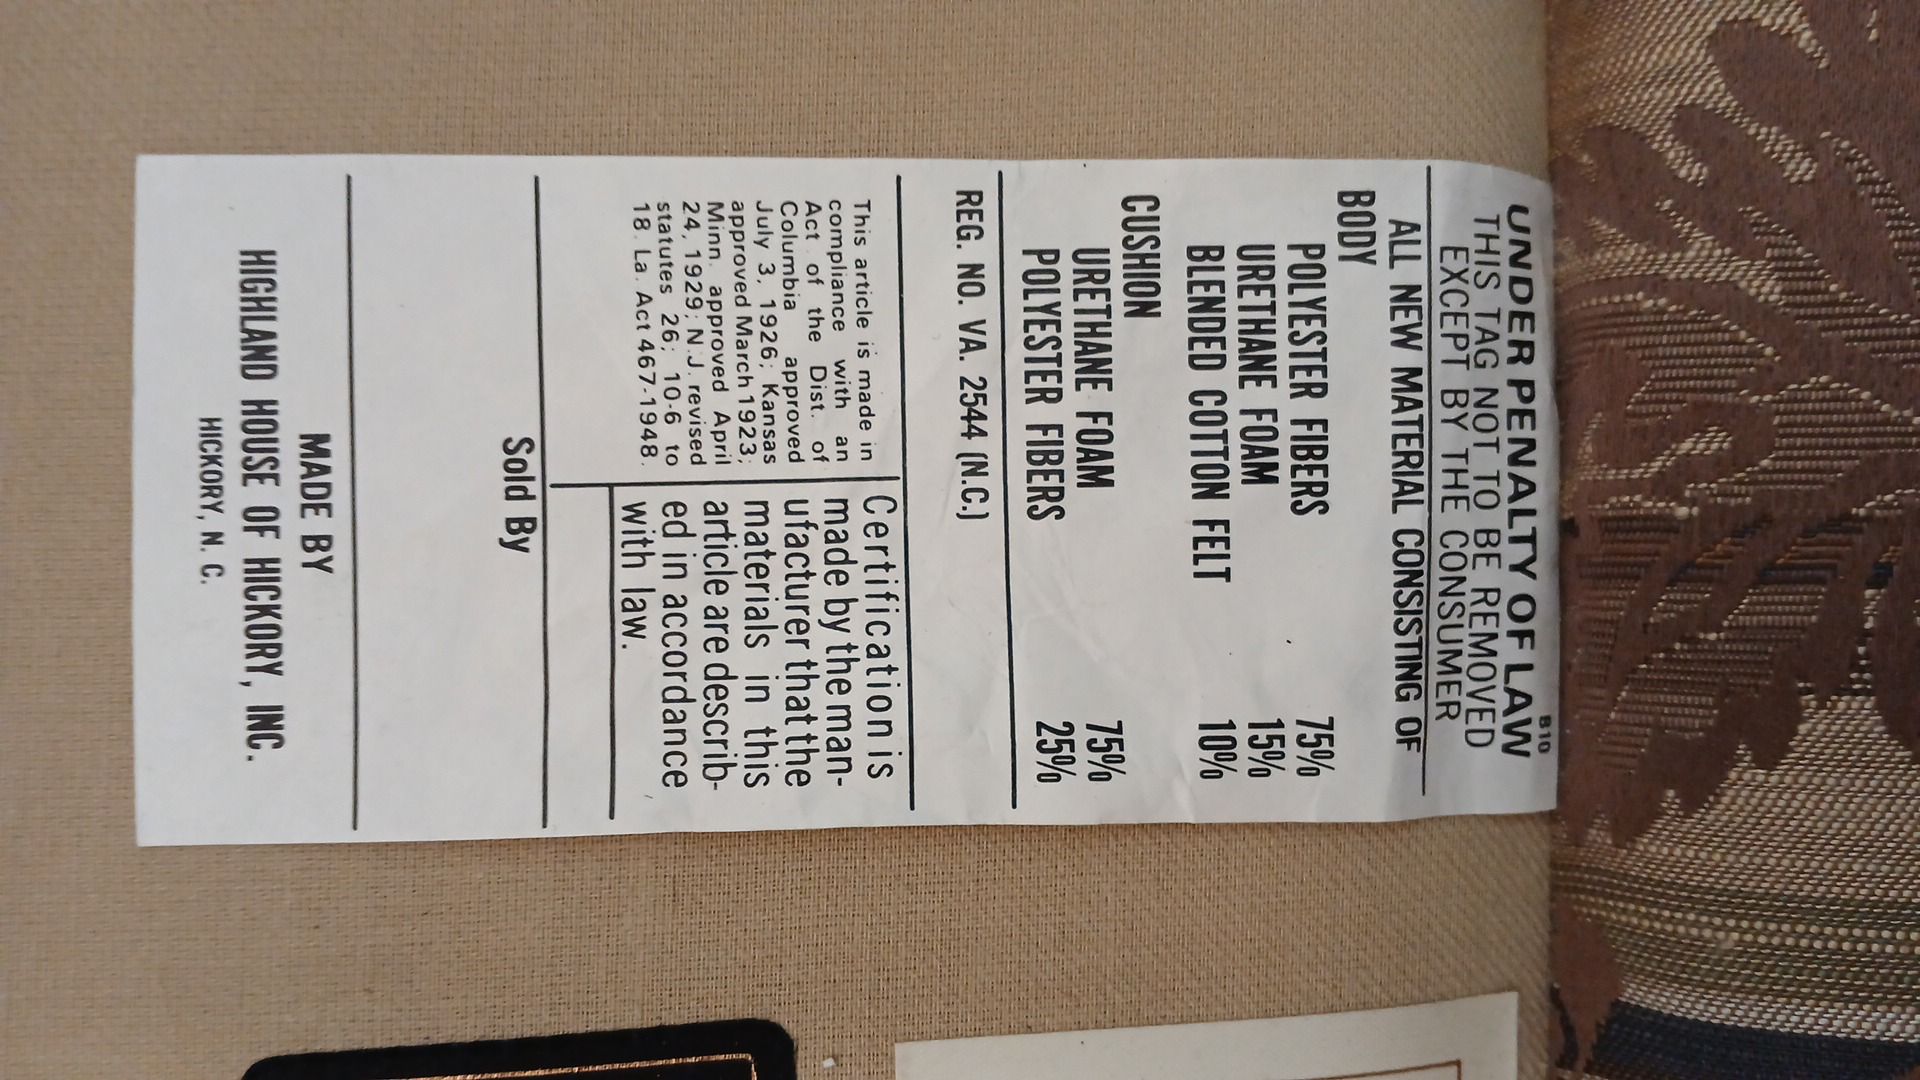 B10
UNDER PENALTY OF LAW
THIS TAG NOT TO BE REMOVED
EXCEPT BY THE CONSUMER
ALL NEW MATERIAL CONSISTING OF
BODY
POLYESTER FIBERS 75%
URETHANE FOAM 15%
BLENDED COTTON FELT 10%
CUSHION
URETHANE FOAM 75%
POLYESTER FIBERS 25%
REG. NO. VA. 2544 (N.C.)
This article is made in
compliance with an
Act of the Dist. of
Columbia approved
July 3, 1926; Kansas
approved March 1923;
Minn. approved April
24, 1929; N.J. revised
statutes 26; 10-6 to
18. La. Act 467-1948.
Certification is
made by the man-
ufacturer that the
materials in this
article are describ-
ed in accordance
with law.
Sold By
MADE BY
HIGHLAND HOUSE OF HICKORY, INC.
HICKORY, N. C.